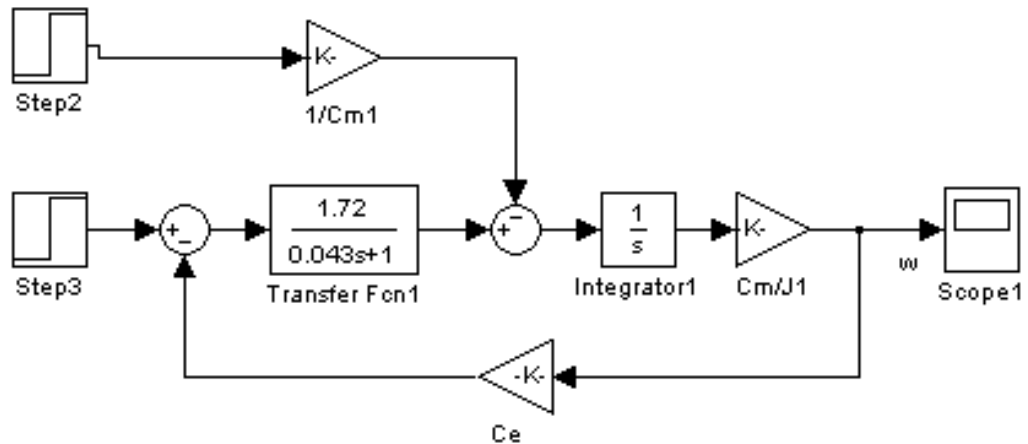 K-
Step2
1/Cm1
+
−
1.72
0.043s+1
−
+
1
s
K-
Step3
Transfer Fcn1
Integrator1
Cm/J1
w
Scope1
-K-
Ce